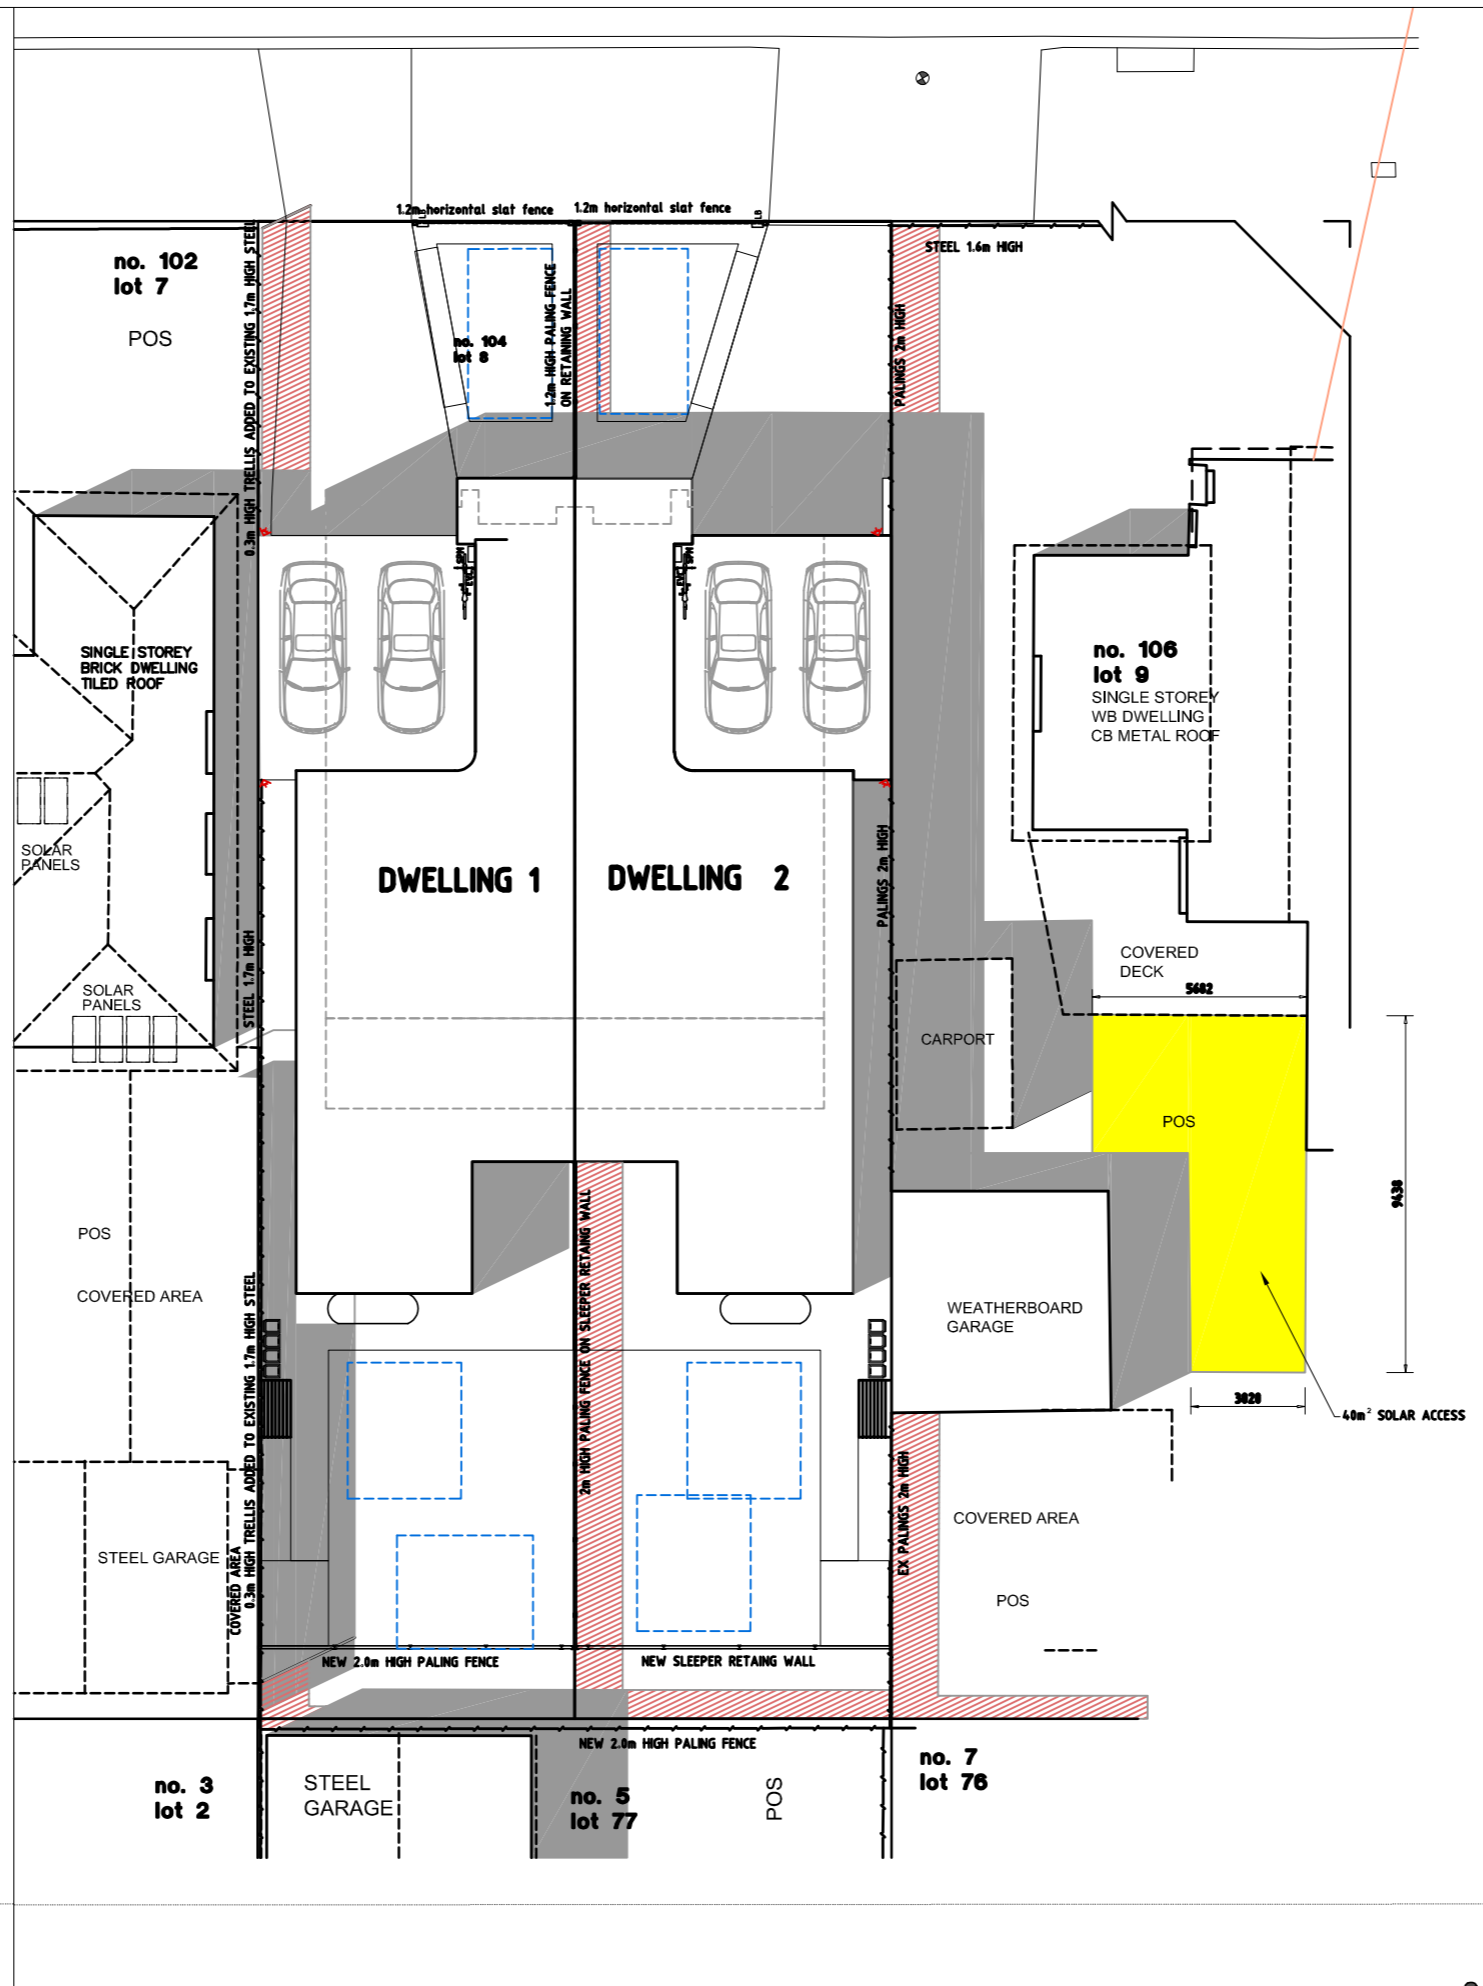 1.2m horizontal slat fence
1.2m horizontal slat fence
LB
LB
no. 102
lot 7
POS
0.3m HIGH TRELLIS ADDED TO EXISTING 1.7m HIGH STEEL
no. 104
lot 8
1.2m HIGH PALING FENCE
ON RETAINING WALL
PALINGS 2m HIGH
STEEL 1.6m HIGH
SINGLE STOREY
BRICK DWELLING
TILED ROOF
no. 106
lot 9
SINGLE STOREY
WB DWELLING
CB METAL ROOF
SOLAR
PANELS
DWELLING 1
DWELLING 2
PALINGS 2m HIGH
STEEL 1.7m HIGH
SOLAR
PANELS
COVERED
DECK
5682
CARPORT
POS
9438
POS
COVERED AREA
0.3m HIGH TRELLIS ADDED TO EXISTING 1.7m HIGH STEEL
2m HIGH PALING FENCE ON SLEEPER RETAING WALL
WEATHERBOARD
GARAGE
3020
40m² SOLAR ACCESS
EX PALINGS 2m HIGH
COVERED AREA
POS
STEEL GARAGE
COVERED AREA
NEW 2.0m HIGH PALING FENCE
NEW SLEEPER RETAING WALL
NEW 2.0m HIGH PALING FENCE
no. 3
lot 2
STEEL
GARAGE
no. 5
lot 77
POS
no. 7
lot 76